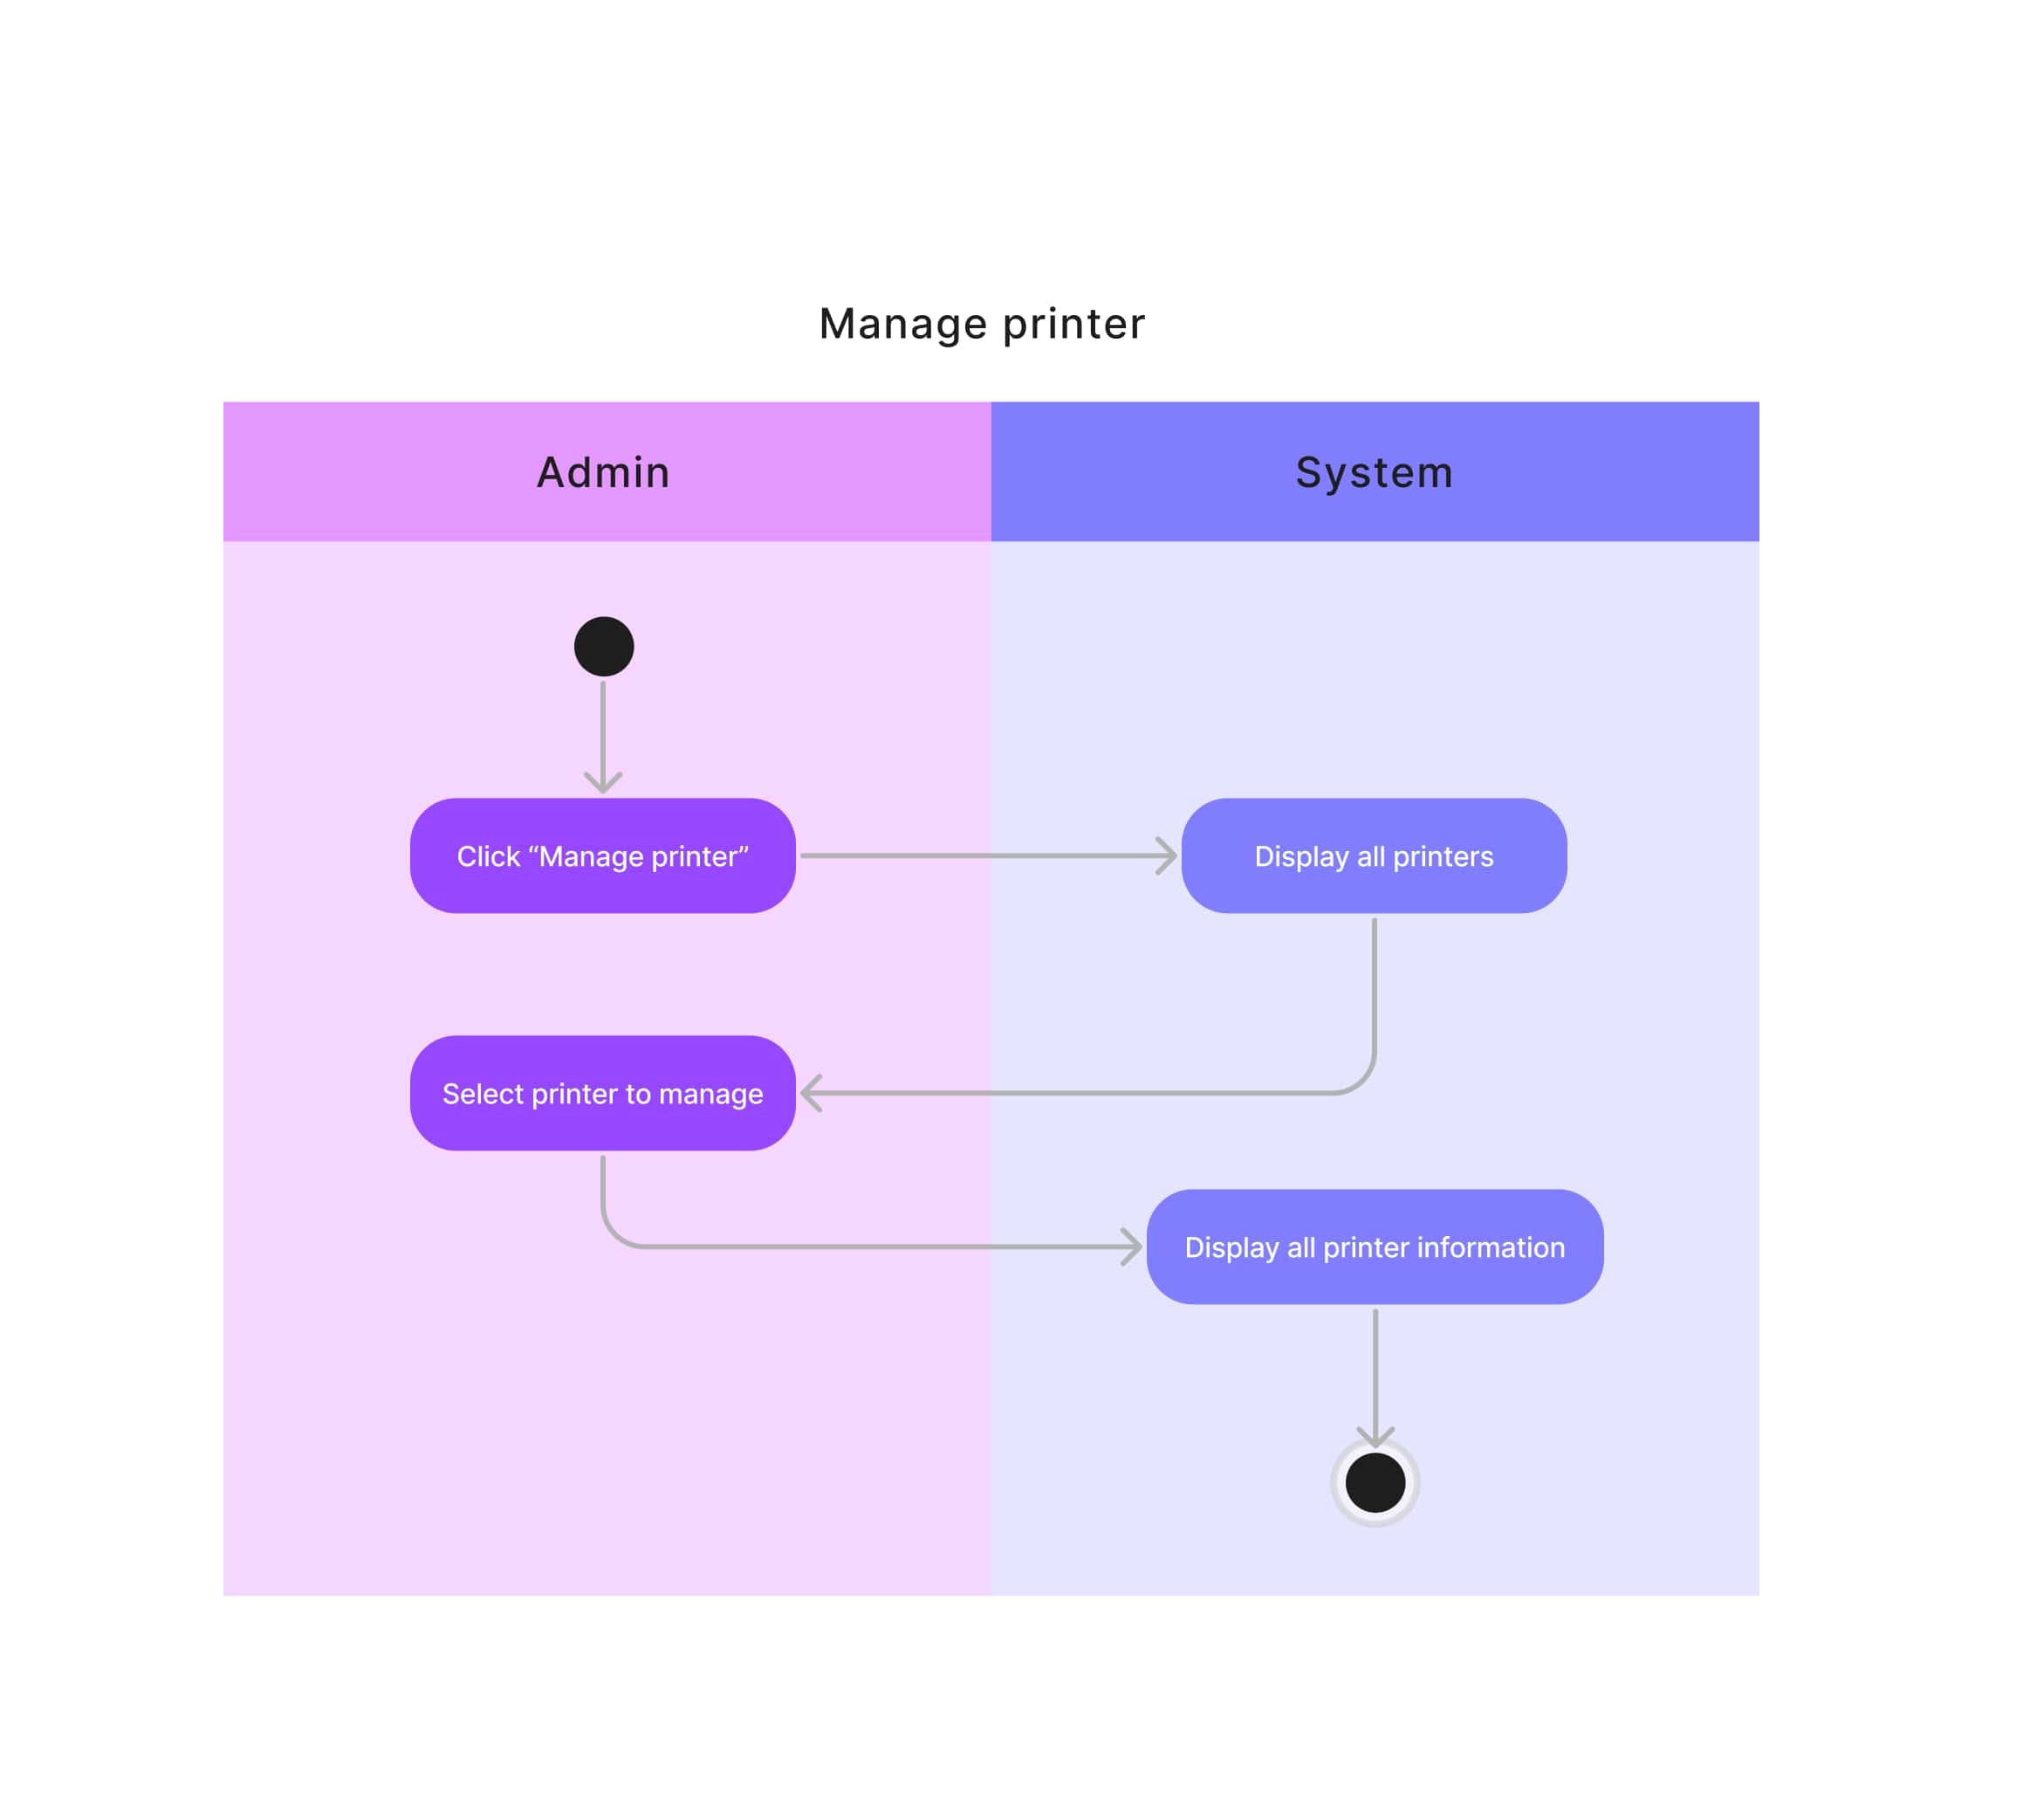 Manage printer
Admin
System
Click “Manage printer”
Display all printers
Select printer to manage
Display all printer information